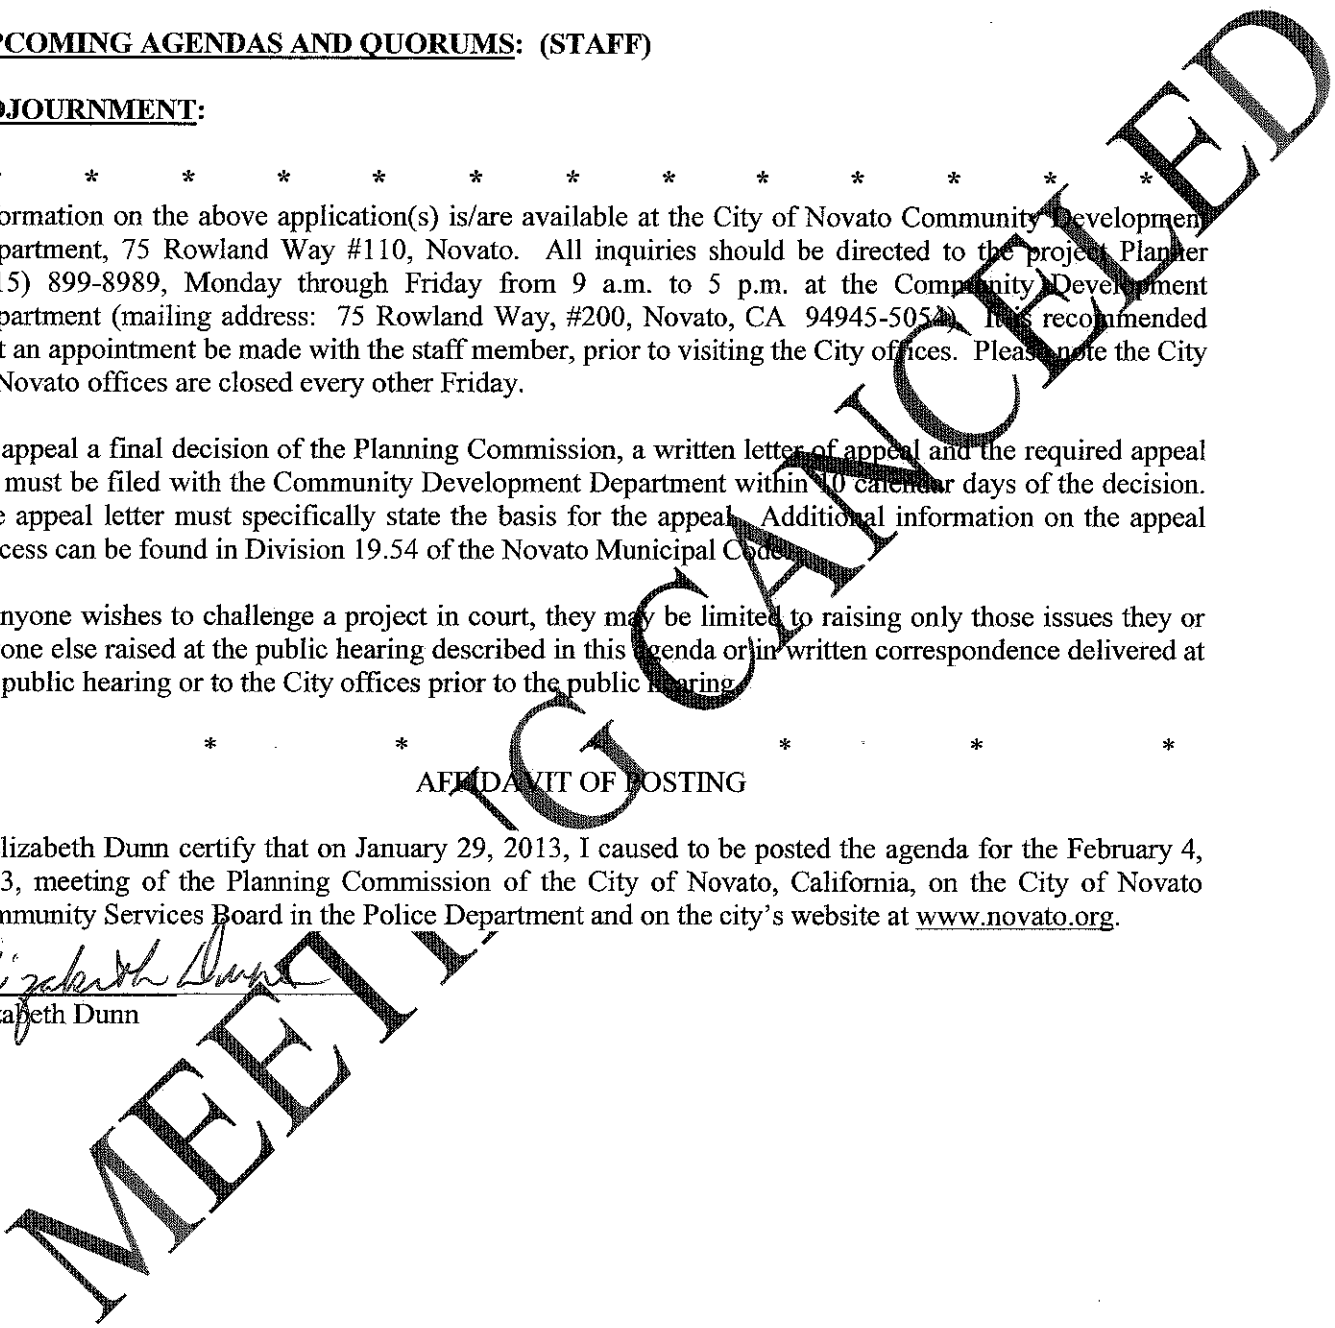 PCOMING AGENDAS AND QUORUMS: (STAFF)
DJOURNMENT:
* * * * * * * * * * * *
ormation on the above application(s) is/are available at the City of Novato Community Development
partment, 75 Rowland Way #110, Novato. All inquiries should be directed to the project Planner
15) 899-8989, Monday through Friday from 9 a.m. to 5 p.m. at the Community Development
partment (mailing address: 75 Rowland Way, #200, Novato, CA 94945-5054). It is recommended
t an appointment be made with the staff member, prior to visiting the City offices. Please note the City
Novato offices are closed every other Friday.
appeal a final decision of the Planning Commission, a written letter of appeal and the required appeal
must be filed with the Community Development Department within 10 calendar days of the decision.
e appeal letter must specifically state the basis for the appeal. Additional information on the appeal
cess can be found in Division 19.54 of the Novato Municipal Code.
nyone wishes to challenge a project in court, they may be limited to raising only those issues they or
one else raised at the public hearing described in this agenda or in written correspondence delivered at
public hearing or to the City offices prior to the public hearing.
* * * * * *
AFFIDAVIT OF POSTING
lizabeth Dunn certify that on January 29, 2013, I caused to be posted the agenda for the February 4,
3, meeting of the Planning Commission of the City of Novato, California, on the City of Novato
mmunity Services Board in the Police Department and on the city's website at www.novato.org.
lizabeth Dunn
zabeth Dunn
MEETING CANCELED